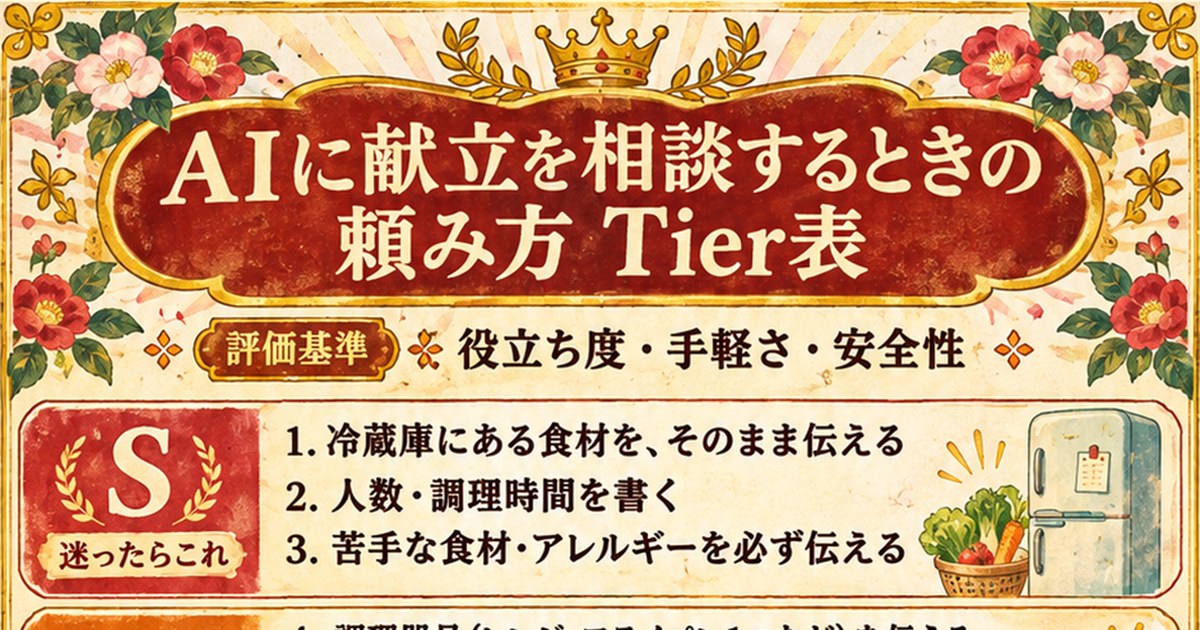 AIに献立を相談するときの
頼み方 Tier表
評価基準
役立ち度・手軽さ・安全性
S
迷ったらこれ
1. 冷蔵庫にある食材を、そのまま伝える
2. 人数・調理時間を書く
3. 苦手な食材・アレルギーを必ず伝える